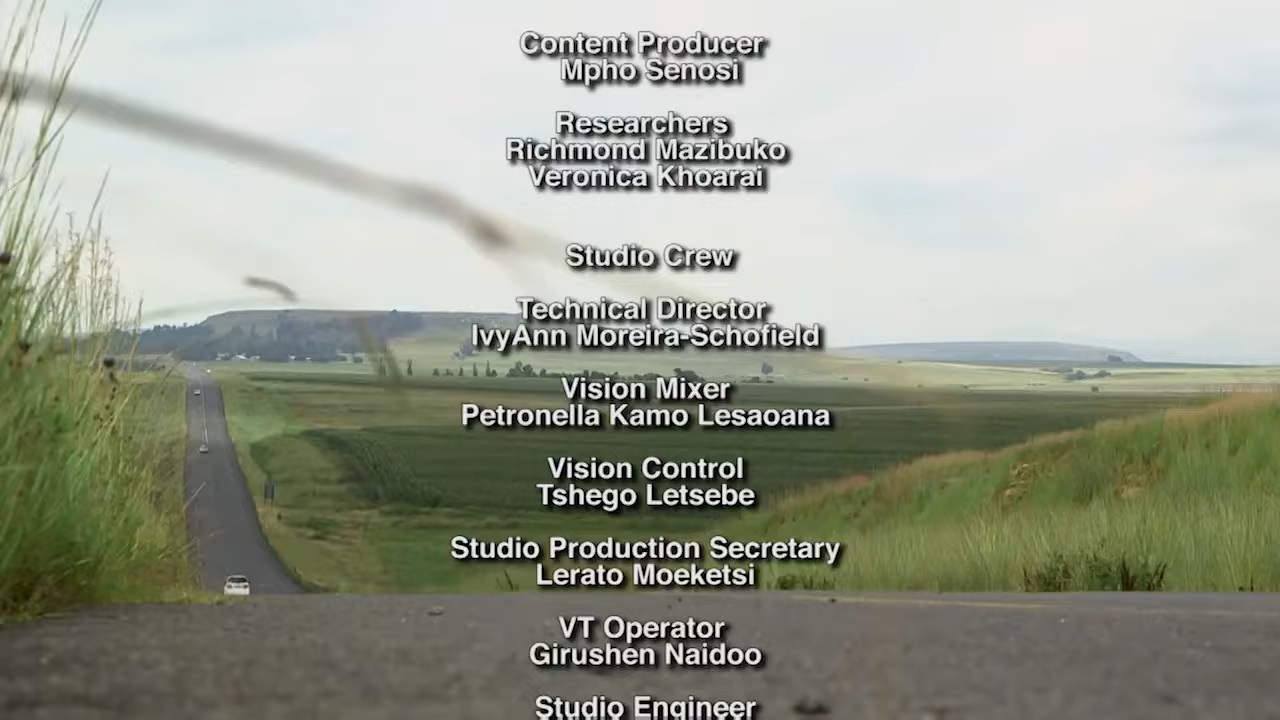 Content Producer
Mpho Senosi
Researchers
Richmond Mazibuko
Veronica Khoarai
Studio Crew
Technical Director
IvyAnn Moreira-Schofield
Vision Mixer
Petronella Kamo Lesaoana
Vision Control
Tshego Letsebe
Studio Production Secretary
Lerato Moeketsi
VT Operator
Girushen Naidoo
Studio Engineer